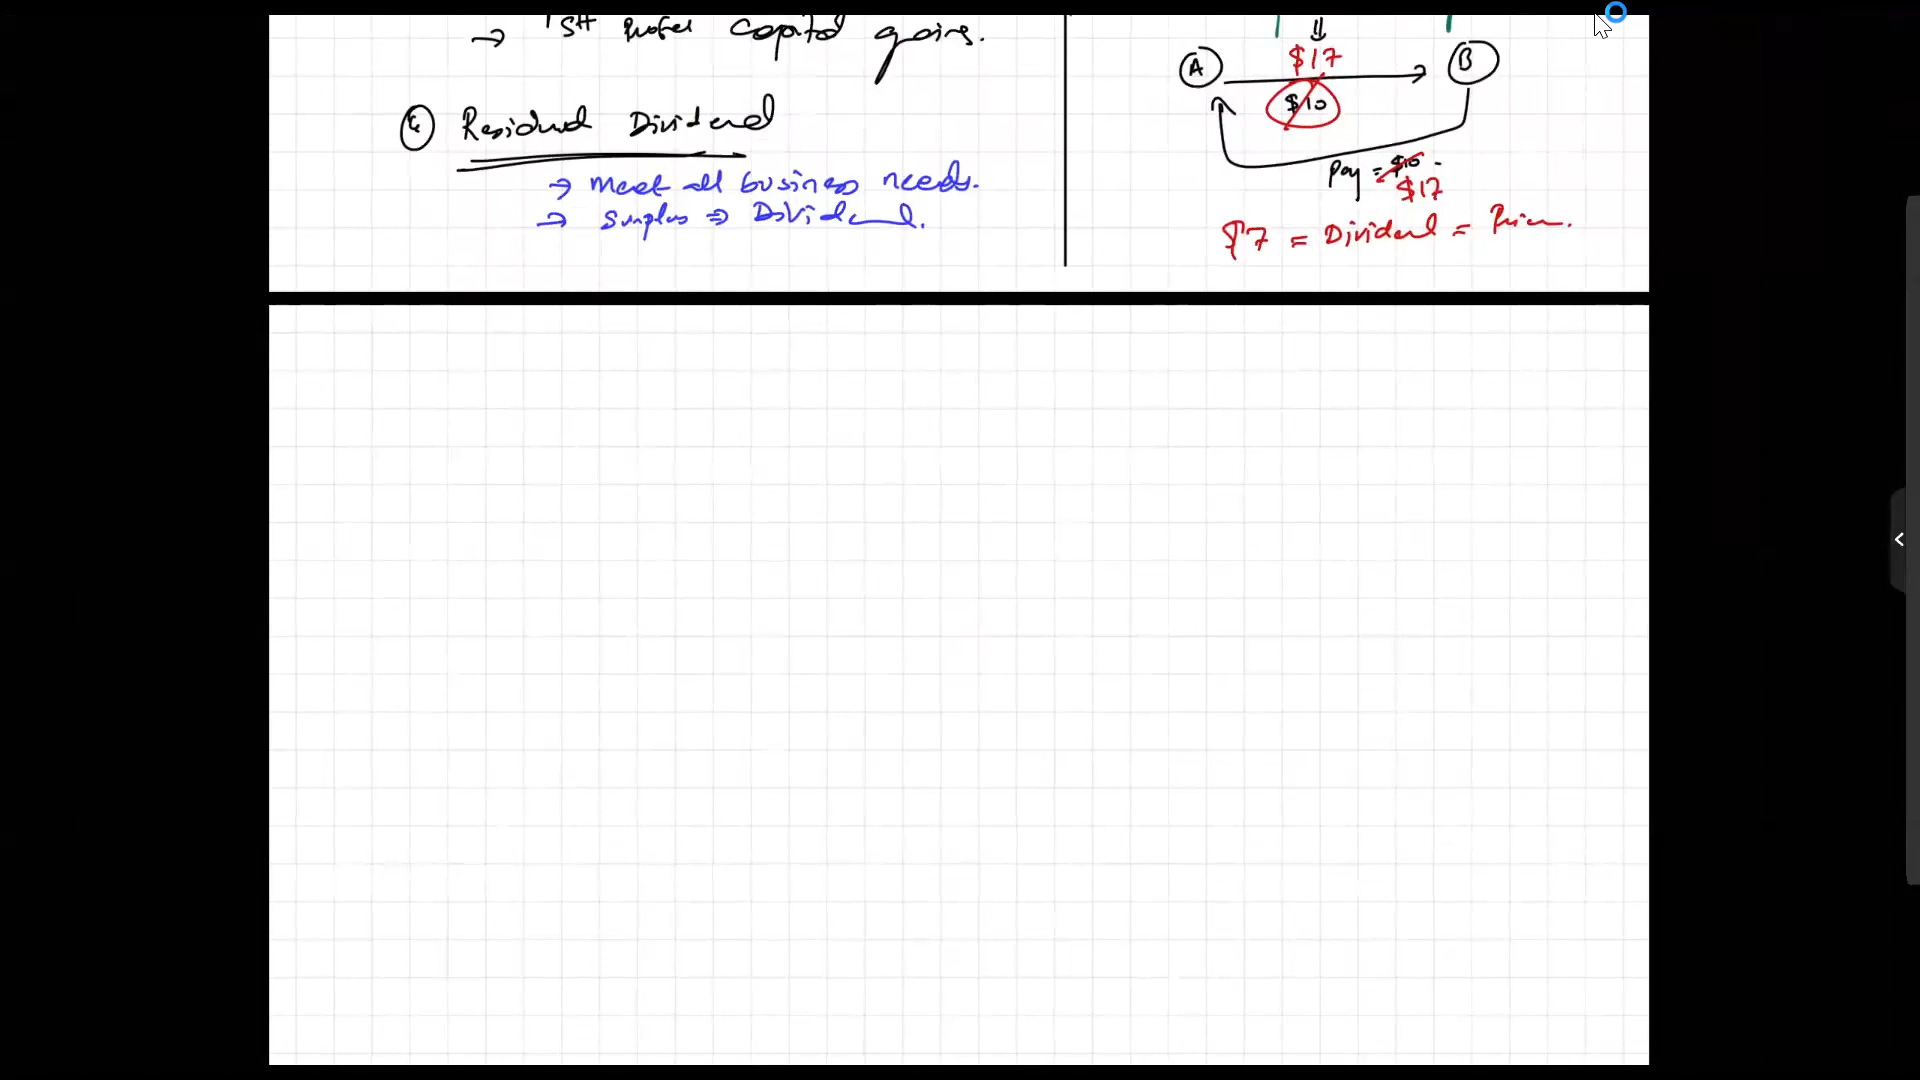 → SH prefer capital gains.
④ Residual Dividend
→ Meet all business needs.
→ Surplus ⇒ Dividend.
⇓
$17
A → B
$10
Pay = $10
$17
$7 = Dividend =